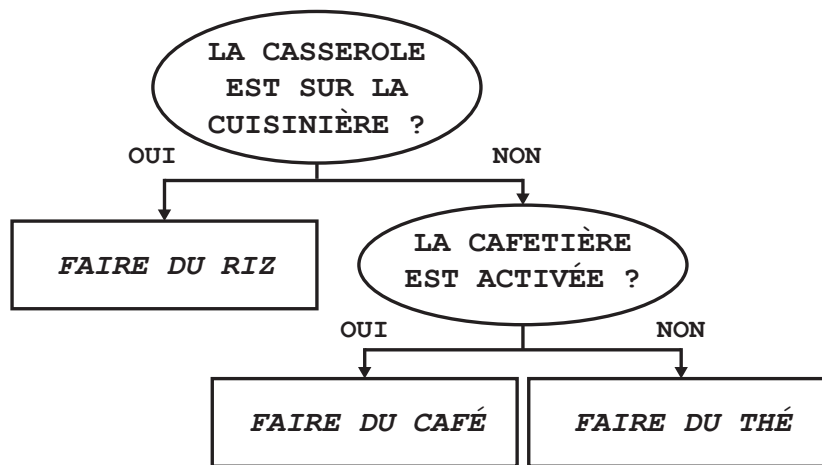 LA CASSEROLE
EST SUR LA
CUISINIÈRE ?
OUI
NON
FAIRE DU RIZ
LA CAFETIÈRE
EST ACTIVÉE ?
OUI
NON
FAIRE DU CAFÉ
FAIRE DU THÉ